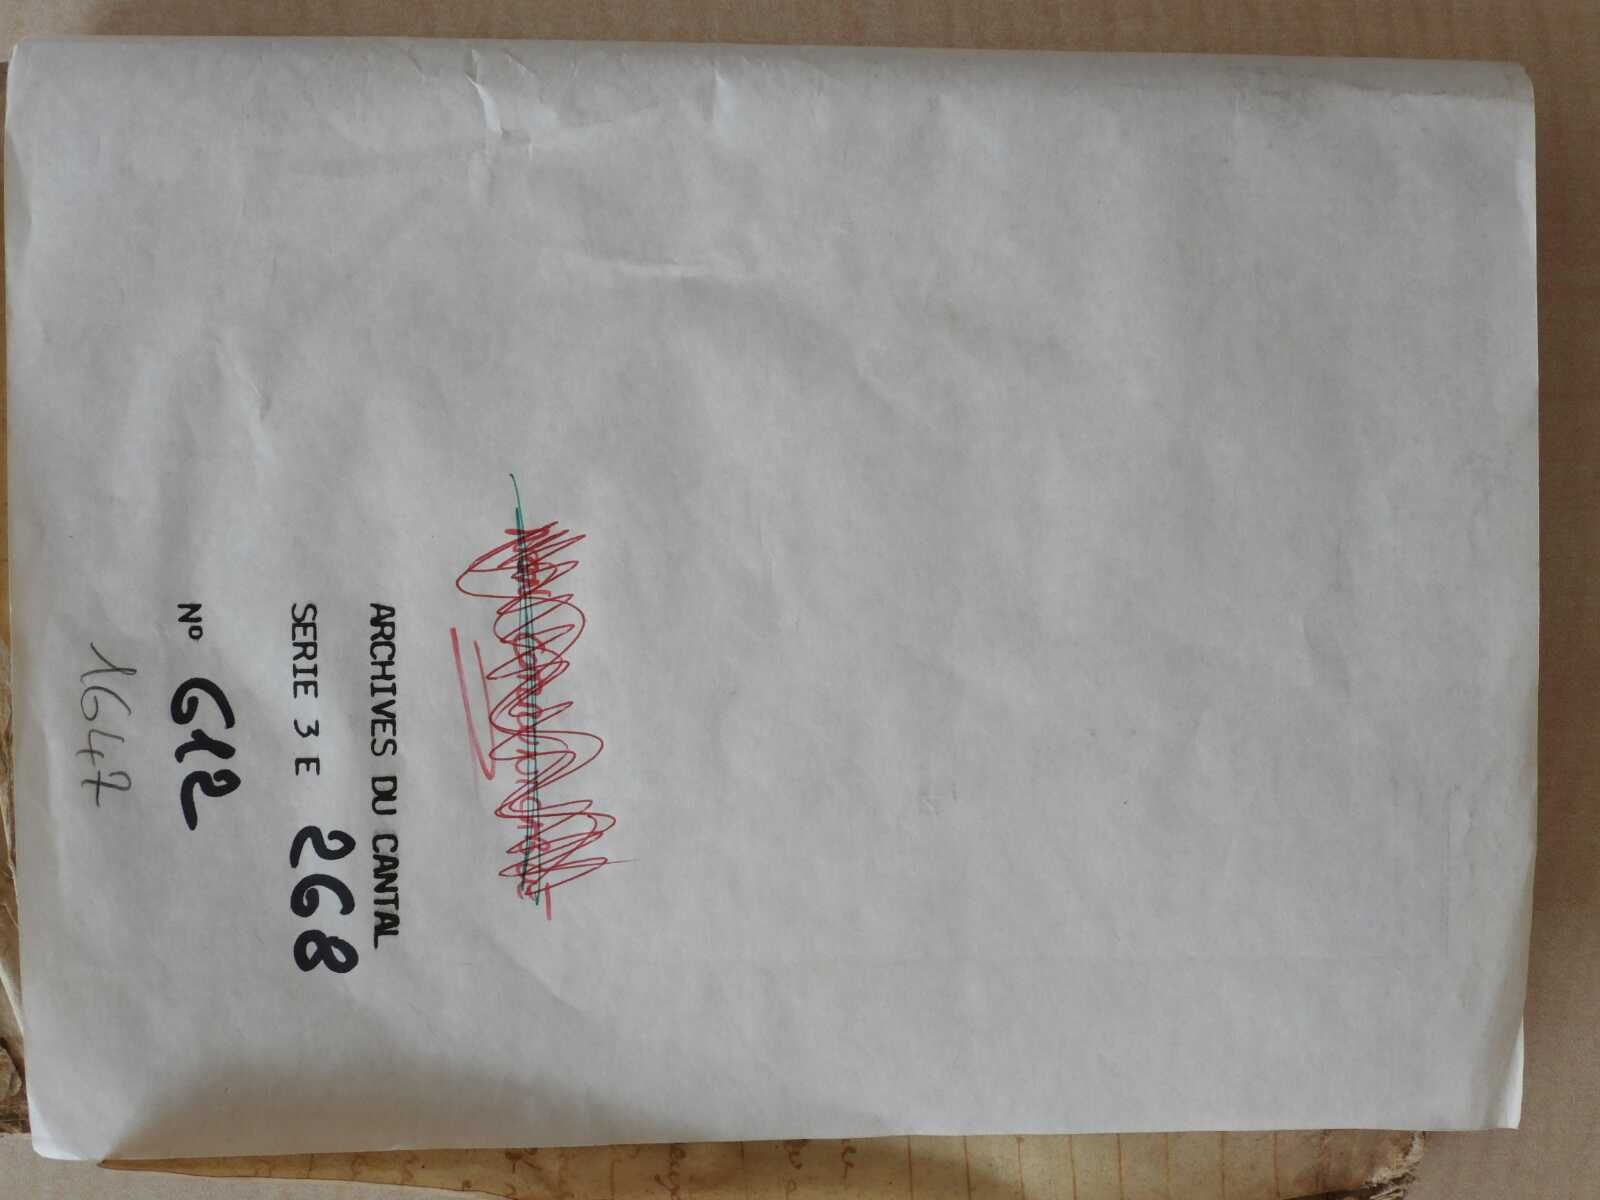 ARCHIVES DU CANTAL
SERIE 3 E 268
N° 612
1647